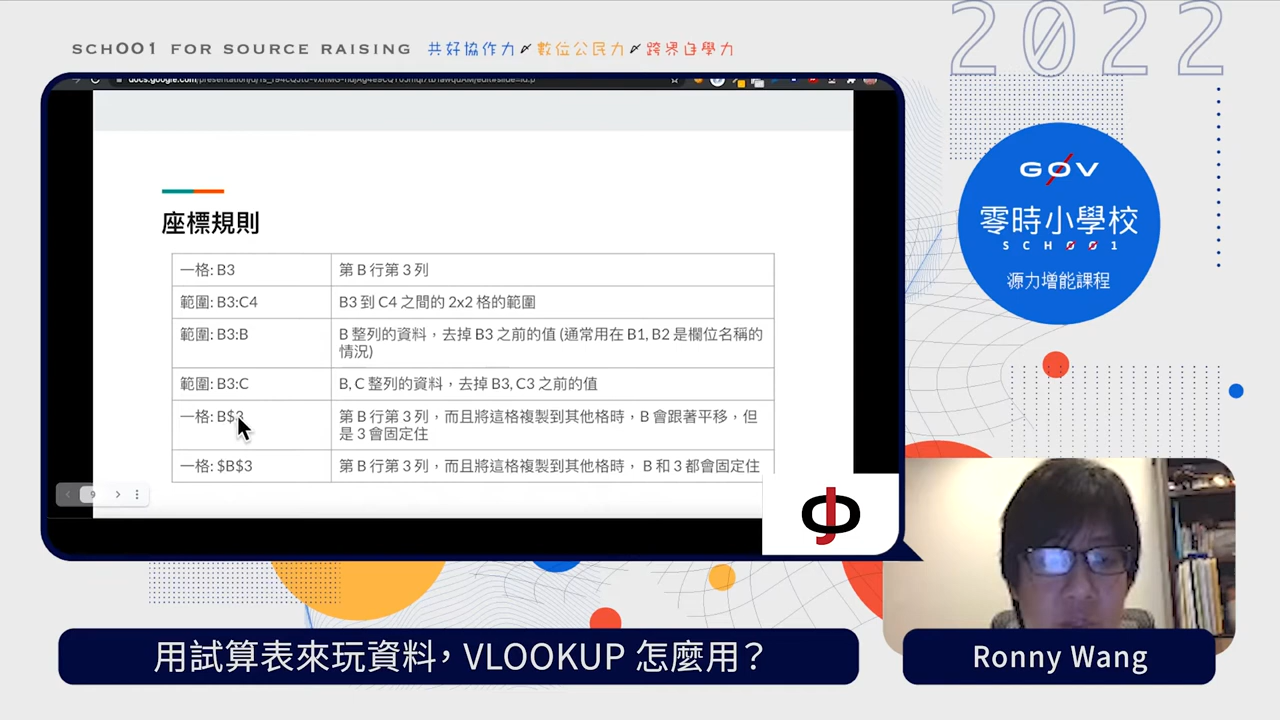 SCHOO1 FOR SOURCE RAISING 共好協作力 數位公民力 跨界自學力
2022
座標規則
一格: B3 第 B 行第 3 列
範圍: B3:C4 B3 到 C4 之間的 2x2 格的範圍
範圍: B3:B B 整列的資料，去掉 B3 之前的值 (通常用在 B1, B2 是欄位名稱的
情況)
範圍: B3:C B, C 整列的資料，去掉 B3, C3 之前的值
一格: B$3 第 B 行第 3 列，而且將這格複製到其他格時，B 會跟著平移，但
是 3 會固定住
一格: $B$3 第 B 行第 3 列，而且將這格複製到其他格時， B 和 3 都會固定住
9
G0V
零時小學校
SCH001
源力增能課程
用試算表來玩資料，VLOOKUP 怎麼用？
Ronny Wang